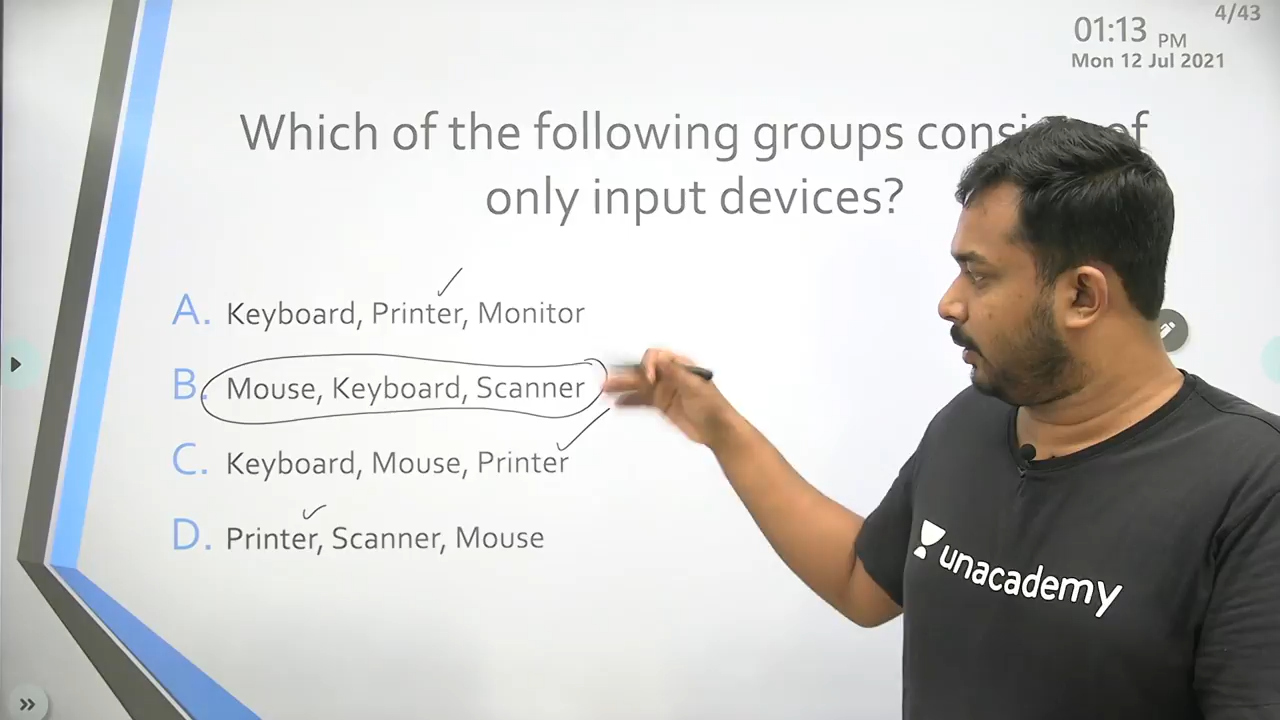 4/43
01:13 PM
Mon 12 Jul 2021
Which of the following groups of
only input devices?
A. Keyboard, Printer, Monitor
B. Mouse, Keyboard, Scanner
C. Keyboard, Mouse, Printer
D. Printer, Scanner, Mouse
unacademy